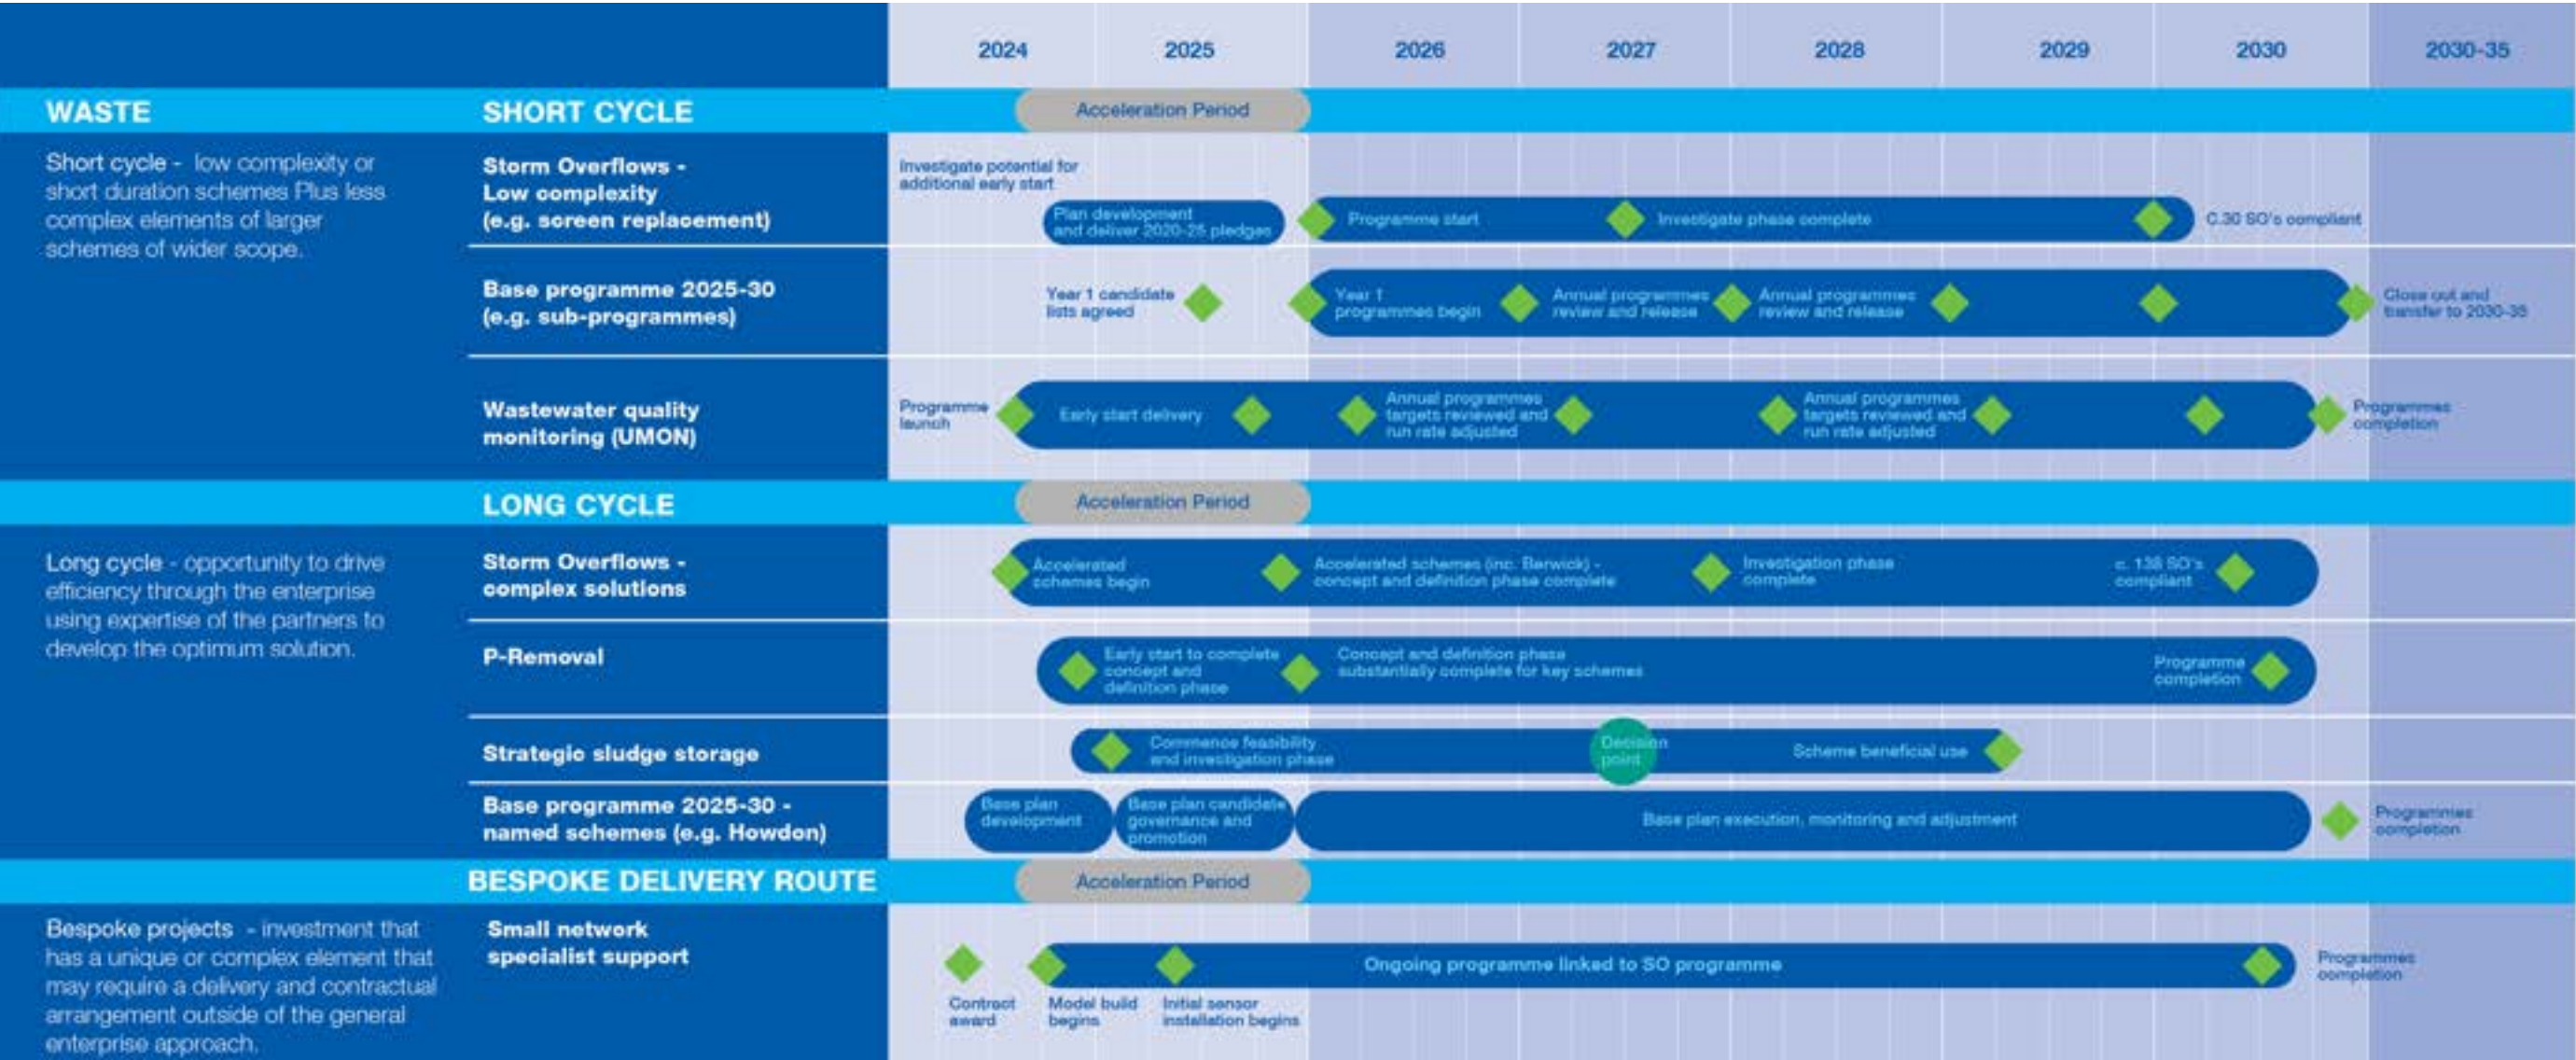 2024
2025
2026
2027
2028
2029
2030
2030-35
WASTE
SHORT CYCLE
Acceleration Period
Short cycle - low complexity or
short duration schemes Plus less
complex elements of larger
schemes of wider scope.
Storm Overflows -
Low complexity
(e.g. screen replacement)
Investigate potential for
additional early start
Plan development
and deliver 2020-25 pledges
Programme start
Investigate phase complete
C.30 SO's compliant
Base programme 2025-30
(e.g. sub-programmes)
Year 1 candidate
lists agreed
Year 1
programmes begin
Annual programmes
review and release
Annual programmes
review and release
Close out and
transfer to 2030-35
Wastewater quality
monitoring (UMON)
Programme
launch
Early start delivery
Annual programmes
targets reviewed and
run rate adjusted
Annual programmes
targets reviewed and
run rate adjusted
Programmes
completion
LONG CYCLE
Acceleration Period
Long cycle - opportunity to drive
efficiency through the enterprise
using expertise of the partners to
develop the optimum solution.
Storm Overflows -
complex solutions
Accelerated
schemes begin
Accelerated schemes (inc. Berwick) -
concept and definition phase complete
Investigation phase
complete
c. 138 SO's
compliant
P-Removal
Early start to complete
concept and
definition phase
Concept and definition phase
substantially complete for key schemes
Programme
completion
Strategic sludge storage
Commence feasibility
and investigation phase
Decision
point
Scheme beneficial use
Base programme 2025-30 -
named schemes (e.g. Howdon)
Base plan
development
Base plan candidate
governance and
promotion
Base plan execution, monitoring and adjustment
Programmes
completion
BESPOKE DELIVERY ROUTE
Acceleration Period
Bespoke projects - investment that
has a unique or complex element that
may require a delivery and contractual
arrangement outside of the general
enterprise approach.
Small network
specialist support
Contract
award
Model build
begins
Initial sensor
installation begins
Ongoing programme linked to SO programme
Programmes
completion